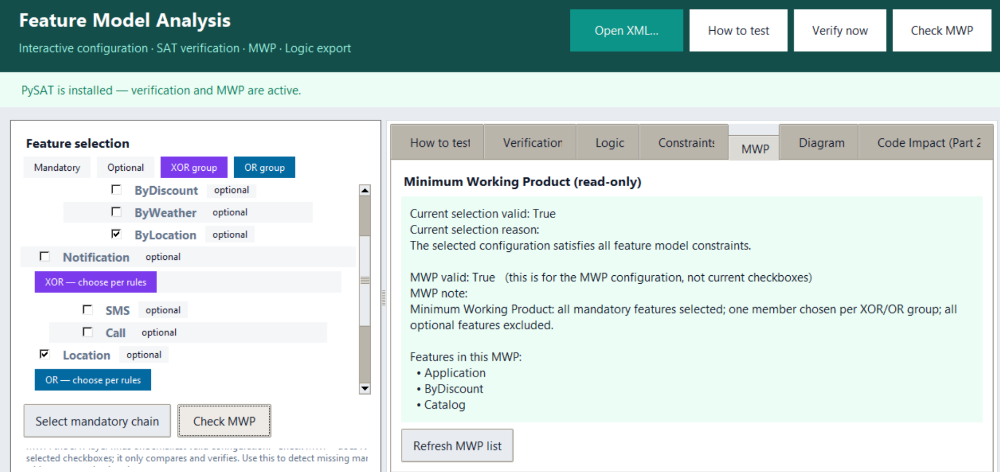 Feature Model Analysis
Interactive configuration · SAT verification · MWP · Logic export
Open XML...
How to test
Verify now
Check MWP
PySAT is installed — verification and MWP are active.
Feature selection
Mandatory
Optional
XOR group
OR group
ByDiscount optional
ByWeather optional
ByLocation optional
Notification optional
XOR — choose per rules
SMS optional
Call optional
Location optional
OR — choose per rules
Select mandatory chain
Check MWP
selected checkboxes; it only compares and verifies. Use this to detect missing mar
How to test
Verification
Logic
Constraints
MWP
Diagram
Code Impact (Part 2
Minimum Working Product (read-only)
Current selection valid: True
Current selection reason:
The selected configuration satisfies all feature model constraints.
MWP valid: True (this is for the MWP configuration, not current checkboxes)
MWP note:
Minimum Working Product: all mandatory features selected; one member chosen per XOR/OR group; all
optional features excluded.
Features in this MWP:
• Application
• ByDiscount
• Catalog
Refresh MWP list